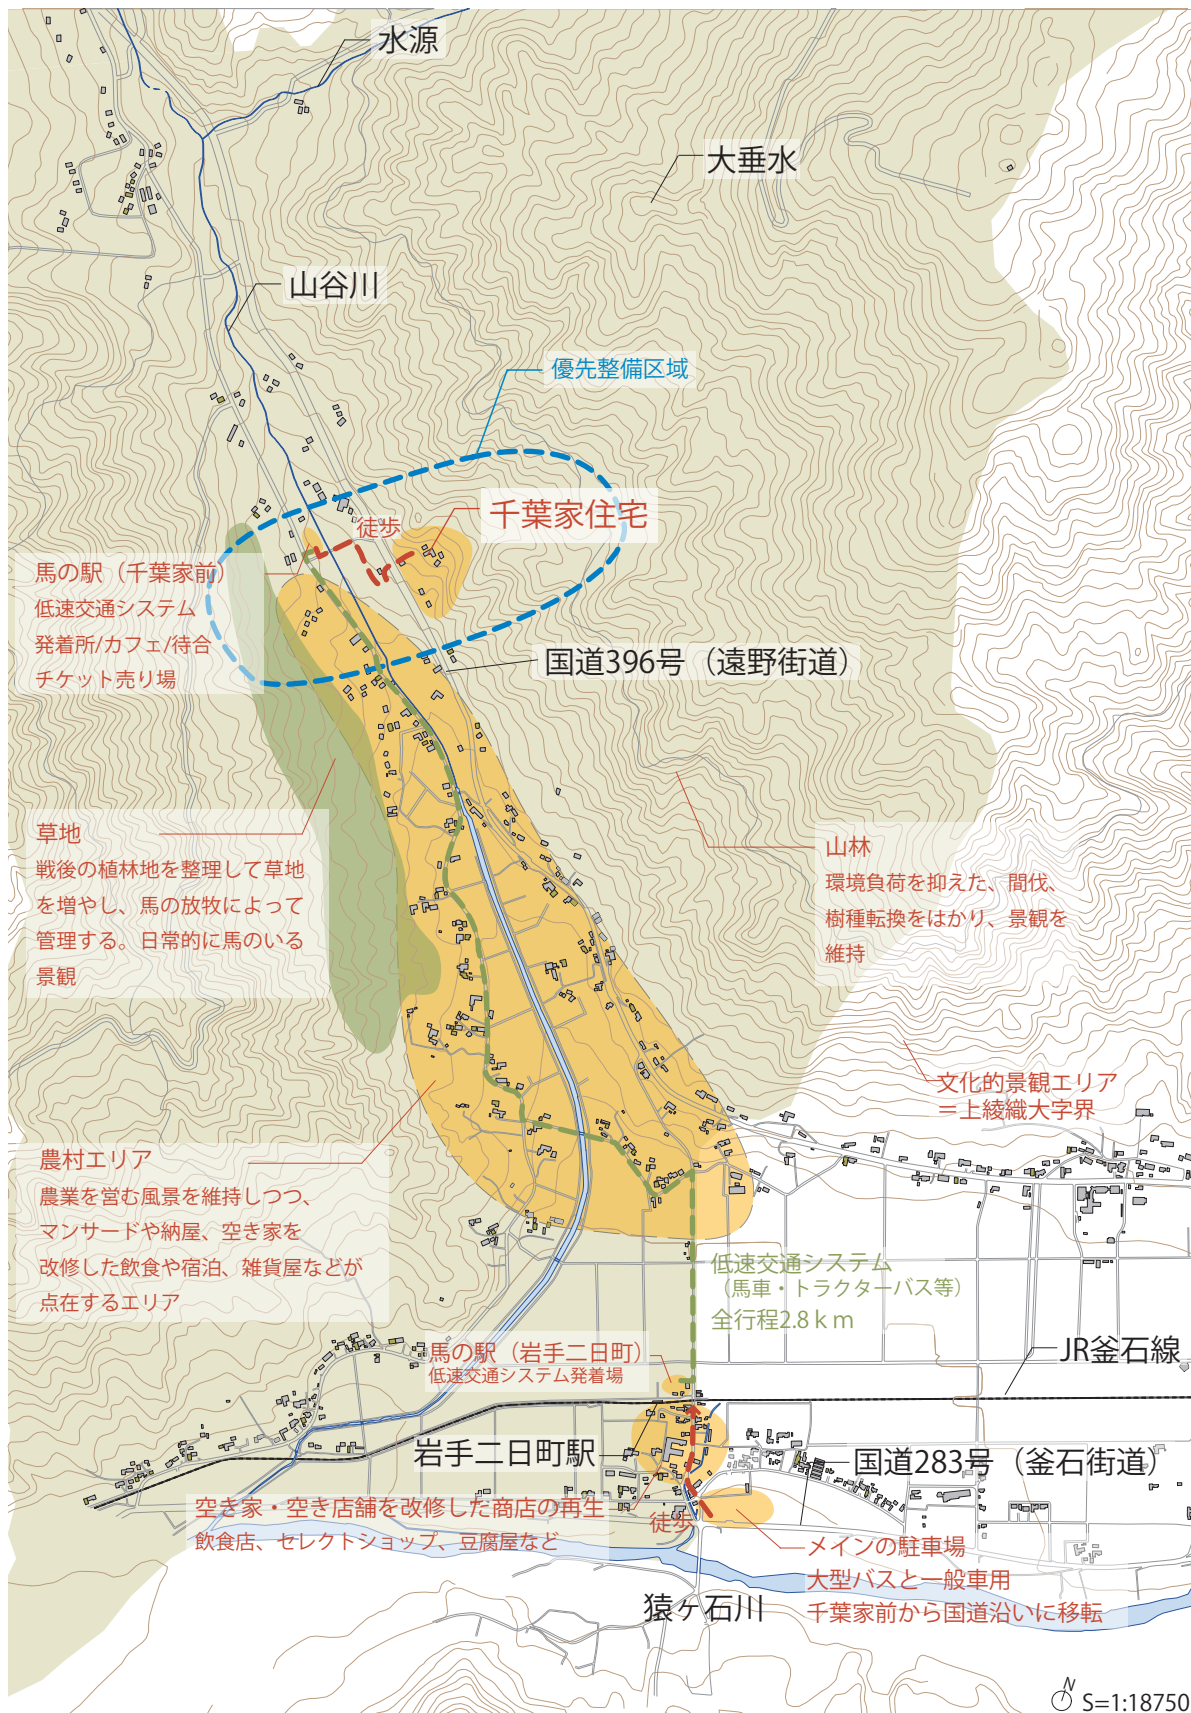 水源
大垂水
山谷川
優先整備区域
千葉家住宅
徒歩
馬の駅（千葉家前）
低速交通システム
発着所/カフェ/待合
チケット売り場
国道396号（遠野街道）
草地
戦後の植林地を整理して草地
を増やし、馬の放牧によって
管理する。日常的に馬のいる
景観
山林
環境負荷を抑えた、間伐、
樹種転換をはかり、景観を
維持
文化的景観エリア
＝上綾織大字界
農村エリア
農業を営む風景を維持しつつ、
マンサードや納屋、空き家を
改修した飲食や宿泊、雑貨屋などが
点在するエリア
低速交通システム
（馬車・トラクターバス等）
全行程2.8ｋｍ
馬の駅（岩手二日町）
低速交通システム発着場
JR釜石線
岩手二日町駅
国道283号（釜石街道）
空き家・空き店舗を改修した商店の再生
飲食店、セレクトショップ、豆腐屋など
徒歩
メインの駐車場
大型バスと一般車用
千葉家前から国道沿いに移転
猿ヶ石川
N
S=1:18750